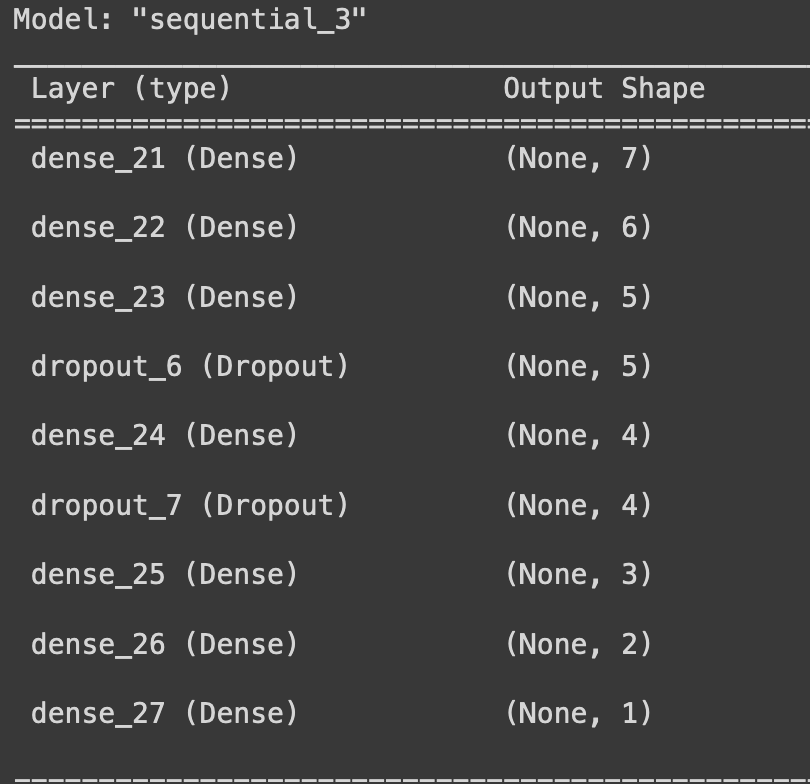 Model: "sequential_3"
Layer (type) Output Shape
dense_21 (Dense) (None, 7)
dense_22 (Dense) (None, 6)
dense_23 (Dense) (None, 5)
dropout_6 (Dropout) (None, 5)
dense_24 (Dense) (None, 4)
dropout_7 (Dropout) (None, 4)
dense_25 (Dense) (None, 3)
dense_26 (Dense) (None, 2)
dense_27 (Dense) (None, 1)